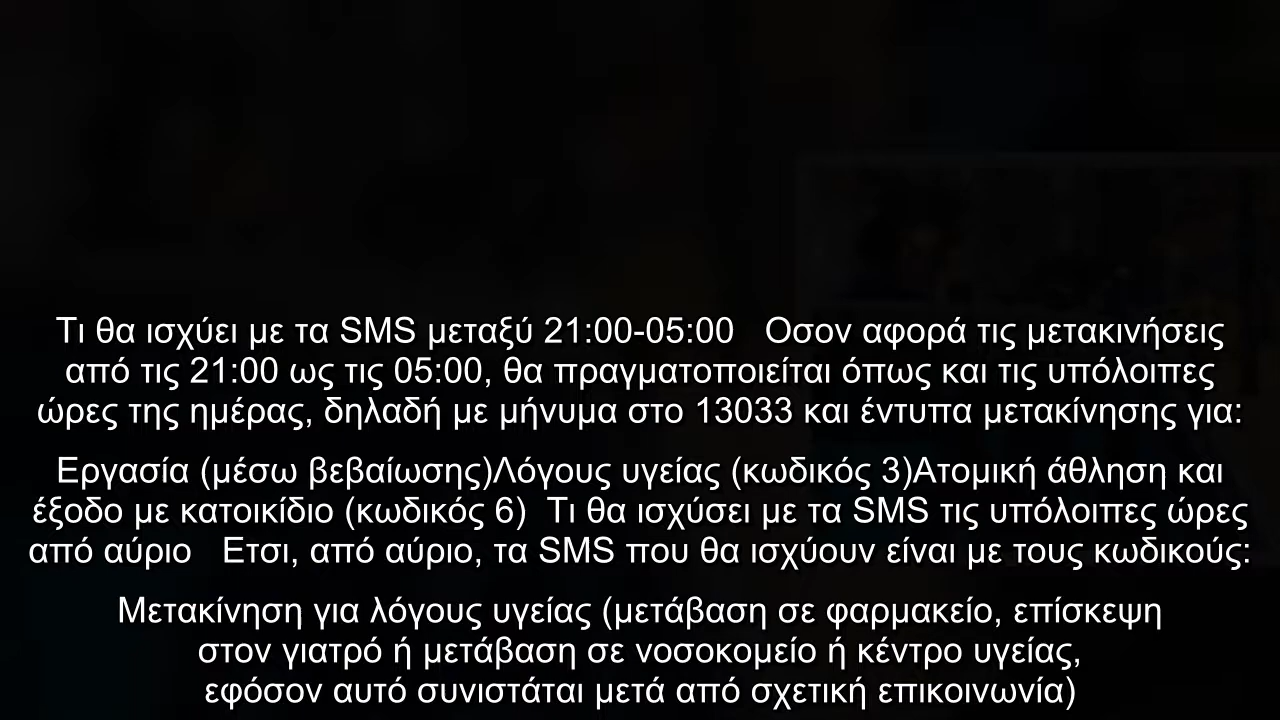 Τι θα ισχύει με τα SMS μεταξύ 21:00-05:00 Οσον αφορά τις μετακινήσεις
από τις 21:00 ως τις 05:00, θα πραγματοποιείται όπως και τις υπόλοιπες
ώρες της ημέρας, δηλαδή με μήνυμα στο 13033 και έντυπα μετακίνησης για:
Εργασία (μέσω βεβαίωσης)Λόγους υγείας (κωδικός 3)Ατομική άθληση και
έξοδο με κατοικίδιο (κωδικός 6) Τι θα ισχύσει με τα SMS τις υπόλοιπες ώρες
από αύριο Ετσι, από αύριο, τα SMS που θα ισχύουν είναι με τους κωδικούς:
Μετακίνηση για λόγους υγείας (μετάβαση σε φαρμακείο, επίσκεψη
στον γιατρό ή μετάβαση σε νοσοκομείο ή κέντρο υγείας,
εφόσον αυτό συνιστάται μετά από σχετική επικοινωνία)